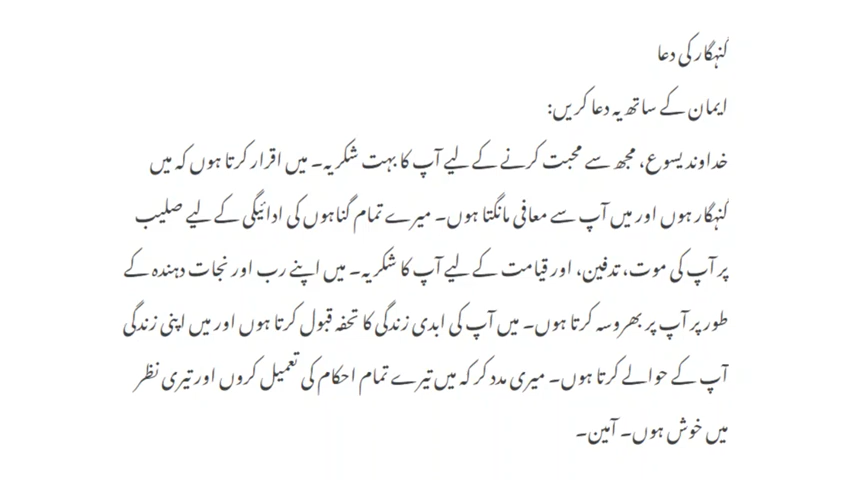 گنہگار کی دعا
ایمان کے ساتھ یہ دعا کریں:
خداوند یسوع، مجھ سے محبت کرنے کے لیے آپ کا بہت شکریہ۔ میں اقرار کرتا ہوں کہ میں
گنہگار ہوں اور میں آپ سے معافی مانگتا ہوں۔ میرے تمام گناہوں کی ادائیگی کے لیے صلیب
پر آپ کی موت، تدفین، اور قیامت کے لیے آپ کا شکریہ۔ میں اپنے رب اور نجات دہندہ کے
طور پر آپ پر بھروسہ کرتا ہوں۔ میں آپ کی ابدی زندگی کا تحفہ قبول کرتا ہوں اور میں اپنی زندگی
آپ کے حوالے کرتا ہوں۔ میری مدد کر کہ میں تیرے تمام احکام کی تعمیل کروں اور تیری نظر
میں خوش ہوں۔ آمین۔